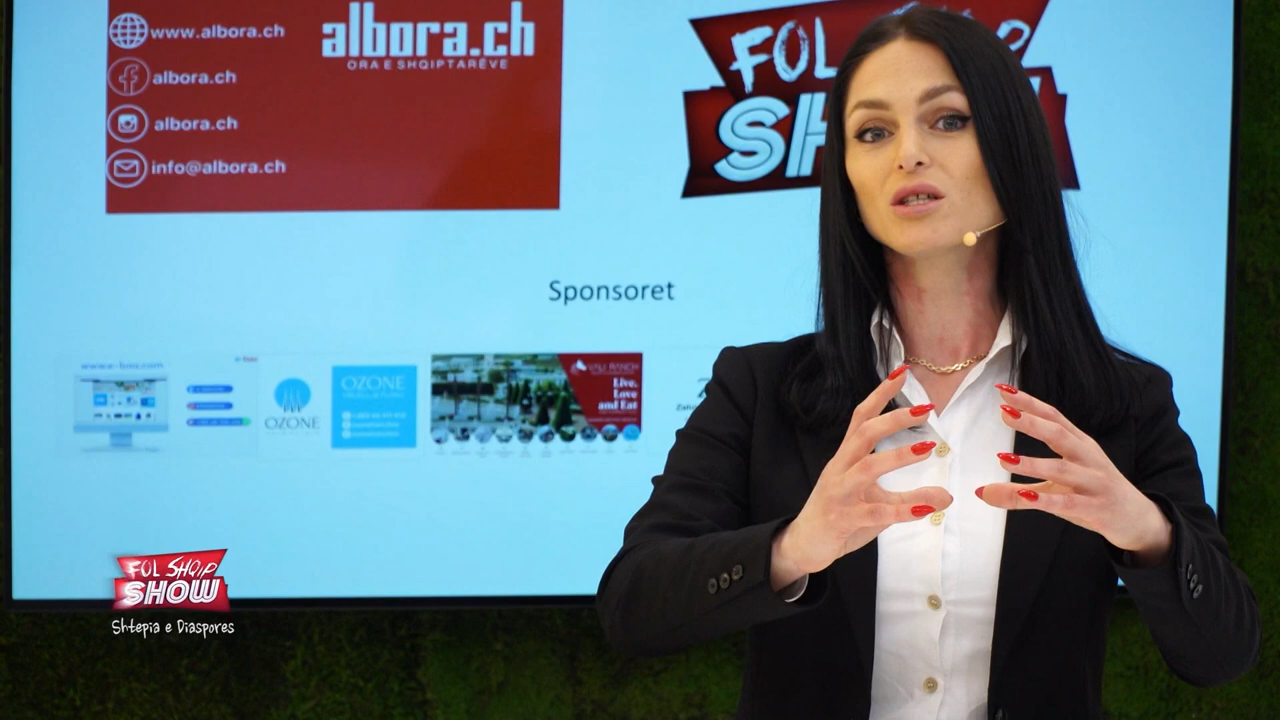 www.albora.ch
albora.ch
albora.ch
info@albora.ch
albora.ch
ORA E SHQIPTARËVE
FOL
SH
Sponsoret
OZONE
OZONE
Live,
Love
and Eat
FOL SHQIP
SHOW
Shtepia e Diaspores